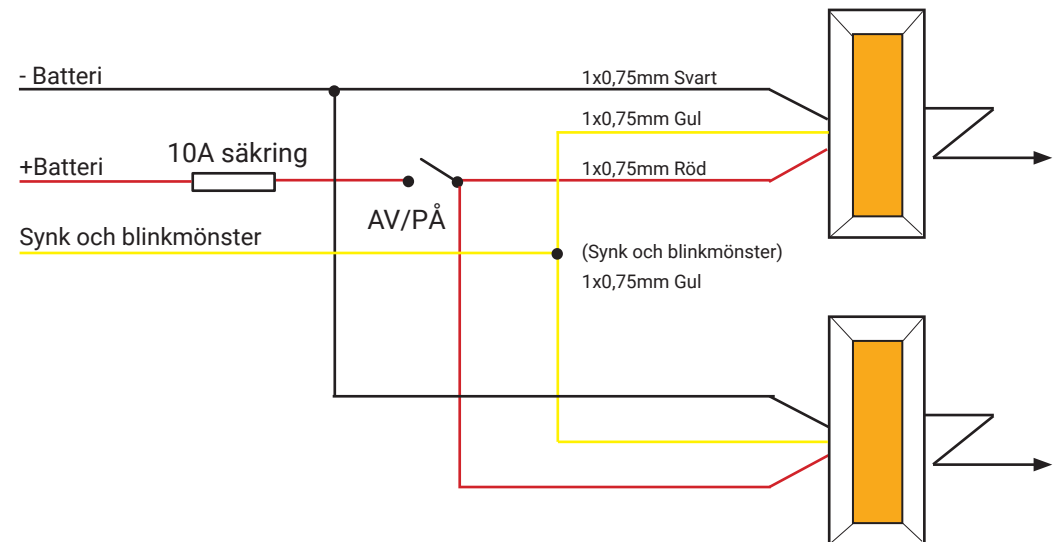 - Batteri
1x0,75mm Svart
1x0,75mm Gul
10A säkring
+Batteri
1x0,75mm Röd
AV/PÅ
Synk och blinkmönster
(Synk och blinkmönster)
1x0,75mm Gul